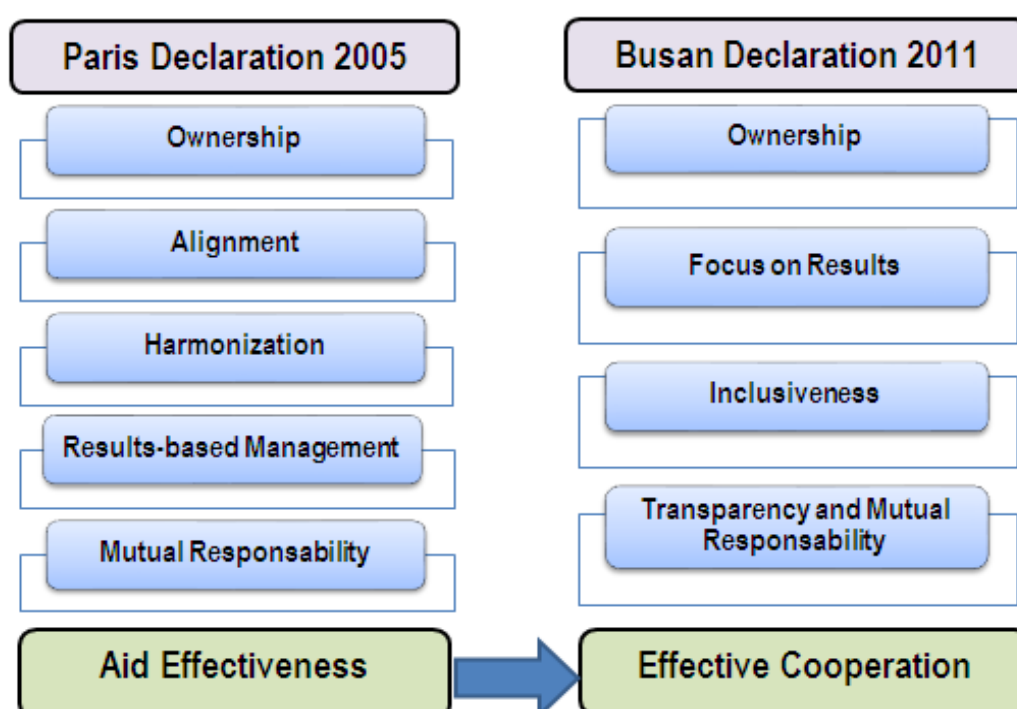 Paris Declaration 2005
Ownership
Alignment
Harmonization
Results-based Management
Mutual Responsability
Aid Effectiveness
Busan Declaration 2011
Ownership
Focus on Results
Inclusiveness
Transparency and Mutual
Responsability
Effective Cooperation